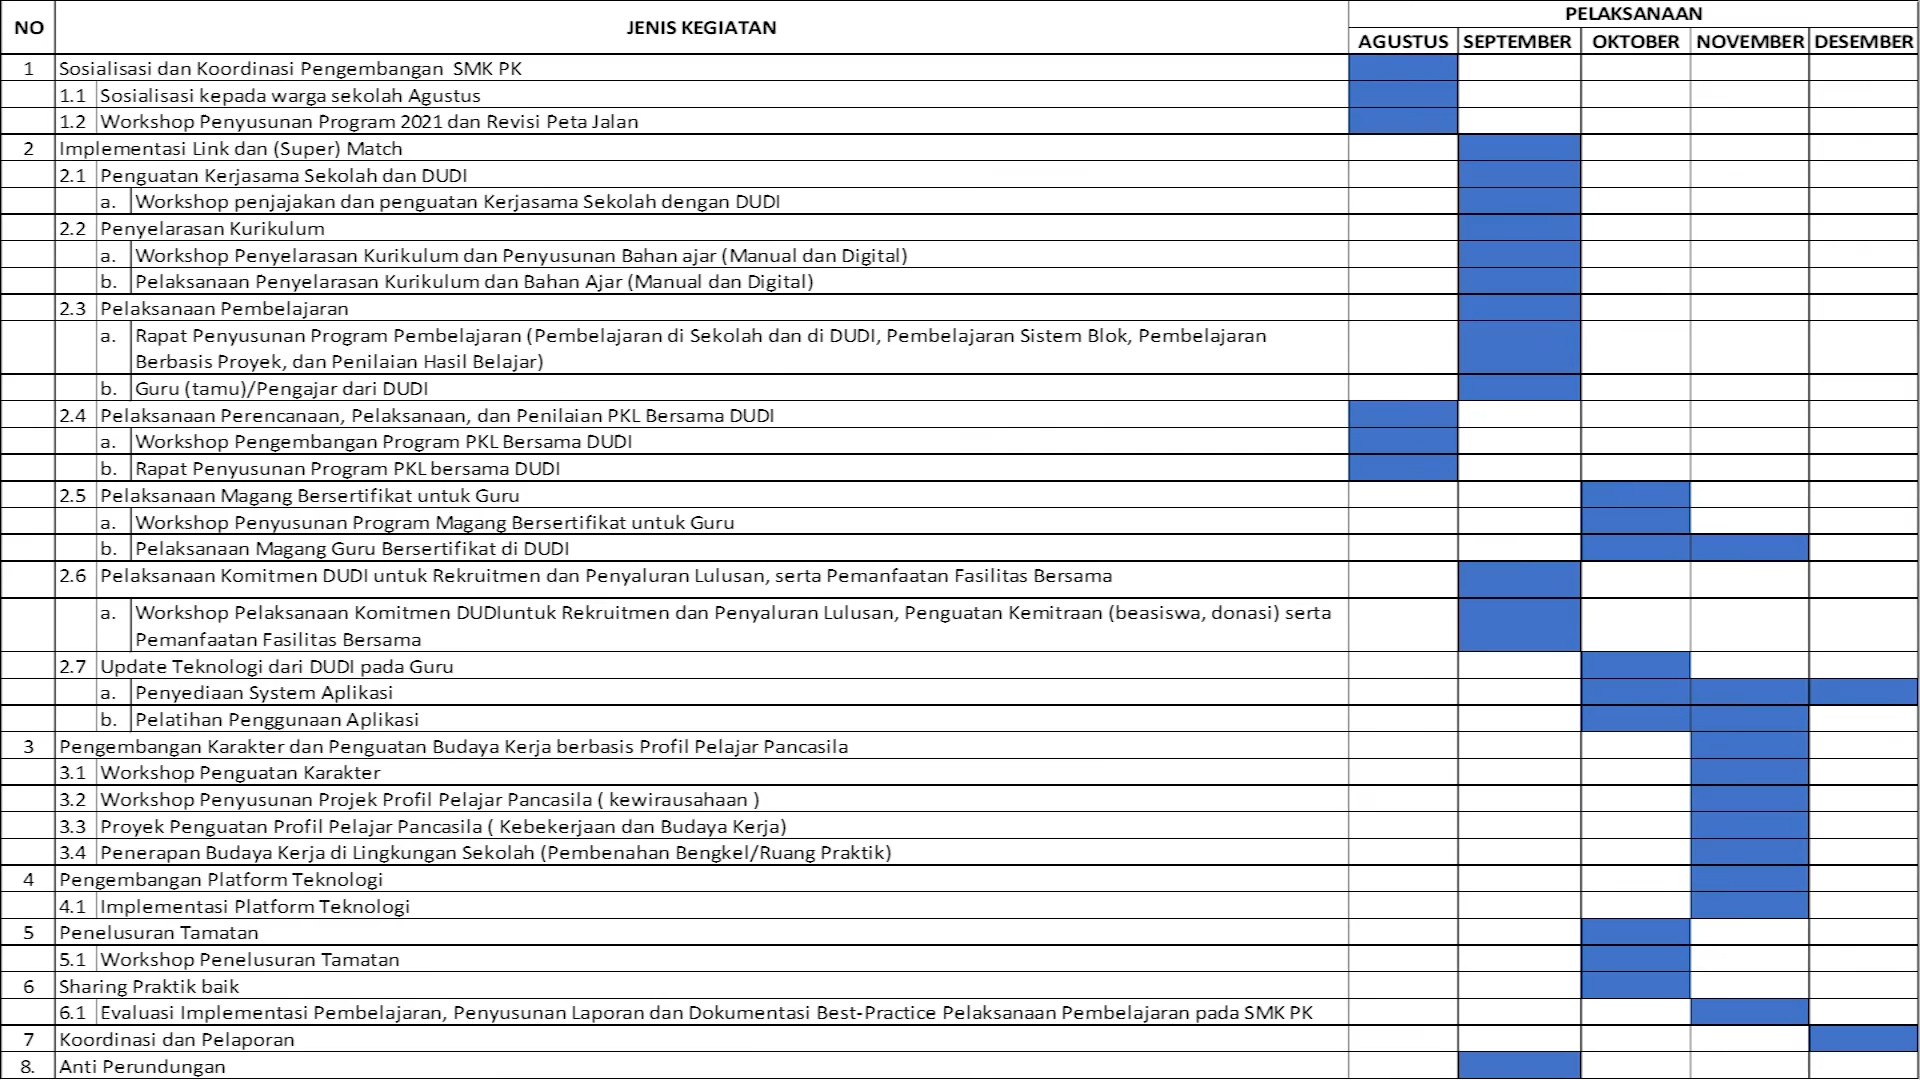 NO JENIS KEGIATAN PELAKSANAAN
AGUSTUS SEPTEMBER OKTOBER NOVEMBER DESEMBER
1 Sosialisasi dan Koordinasi Pengembangan SMK PK
1.1 Sosialisasi kepada warga sekolah Agustus
1.2 Workshop Penyusunan Program 2021 dan Revisi Peta Jalan
2 Implementasi Link dan (Super) Match
2.1 Penguatan Kerjasama Sekolah dan DUDI
a. Workshop penjajakan dan penguatan Kerjasama Sekolah dengan DUDI
2.2 Penyelarasan Kurikulum
a. Workshop Penyelarasan Kurikulum dan Penyusunan Bahan ajar (Manual dan Digital)
b. Pelaksanaan Penyelarasan Kurikulum dan Bahan Ajar (Manual dan Digital)
2.3 Pelaksanaan Pembelajaran
a. Rapat Penyusunan Program Pembelajaran (Pembelajaran di Sekolah dan di DUDI, Pembelajaran Sistem Blok, Pembelajaran
Berbasis Proyek, dan Penilaian Hasil Belajar)
b. Guru (tamu)/Pengajar dari DUDI
2.4 Pelaksanaan Perencanaan, Pelaksanaan, dan Penilaian PKL Bersama DUDI
a. Workshop Pengembangan Program PKL Bersama DUDI
b. Rapat Penyusunan Program PKL bersama DUDI
2.5 Pelaksanaan Magang Bersertifikat untuk Guru
a. Workshop Penyusunan Program Magang Bersertifikat untuk Guru
b. Pelaksanaan Magang Guru Bersertifikat di DUDI
2.6 Pelaksanaan Komitmen DUDI untuk Rekruitmen dan Penyaluran Lulusan, serta Pemanfaatan Fasilitas Bersama
a. Workshop Pelaksanaan Komitmen DUDIuntuk Rekruitmen dan Penyaluran Lulusan, Penguatan Kemitraan (beasiswa, donasi) serta
Pemanfaatan Fasilitas Bersama
2.7 Update Teknologi dari DUDI pada Guru
a. Penyediaan System Aplikasi
b. Pelatihan Penggunaan Aplikasi
3 Pengembangan Karakter dan Penguatan Budaya Kerja berbasis Profil Pelajar Pancasila
3.1 Workshop Penguatan Karakter
3.2 Workshop Penyusunan Projek Profil Pelajar Pancasila ( kewirausahaan )
3.3 Proyek Penguatan Profil Pelajar Pancasila ( Kebekerjaan dan Budaya Kerja)
3.4 Penerapan Budaya Kerja di Lingkungan Sekolah (Pembenahan Bengkel/Ruang Praktik)
4 Pengembangan Platform Teknologi
4.1 Implementasi Platform Teknologi
5 Penelusuran Tamatan
5.1 Workshop Penelusuran Tamatan
6 Sharing Praktik baik
6.1 Evaluasi Implementasi Pembelajaran, Penyusunan Laporan dan Dokumentasi Best-Practice Pelaksanaan Pembelajaran pada SMK PK
7 Koordinasi dan Pelaporan
8. Anti Perundungan